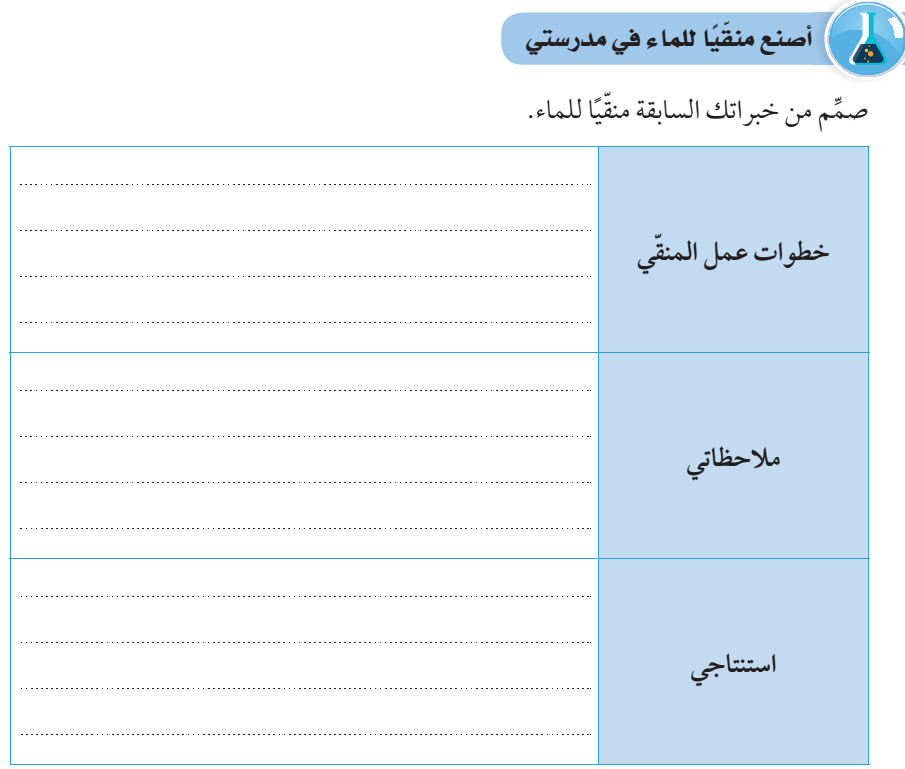 أصنع منقّيًا للماء في مدرستي
صمِّم من خبراتك السابقة منقّيًا للماء.
خطوات عمل المنقّي
ملاحظاتي
استنتاجي